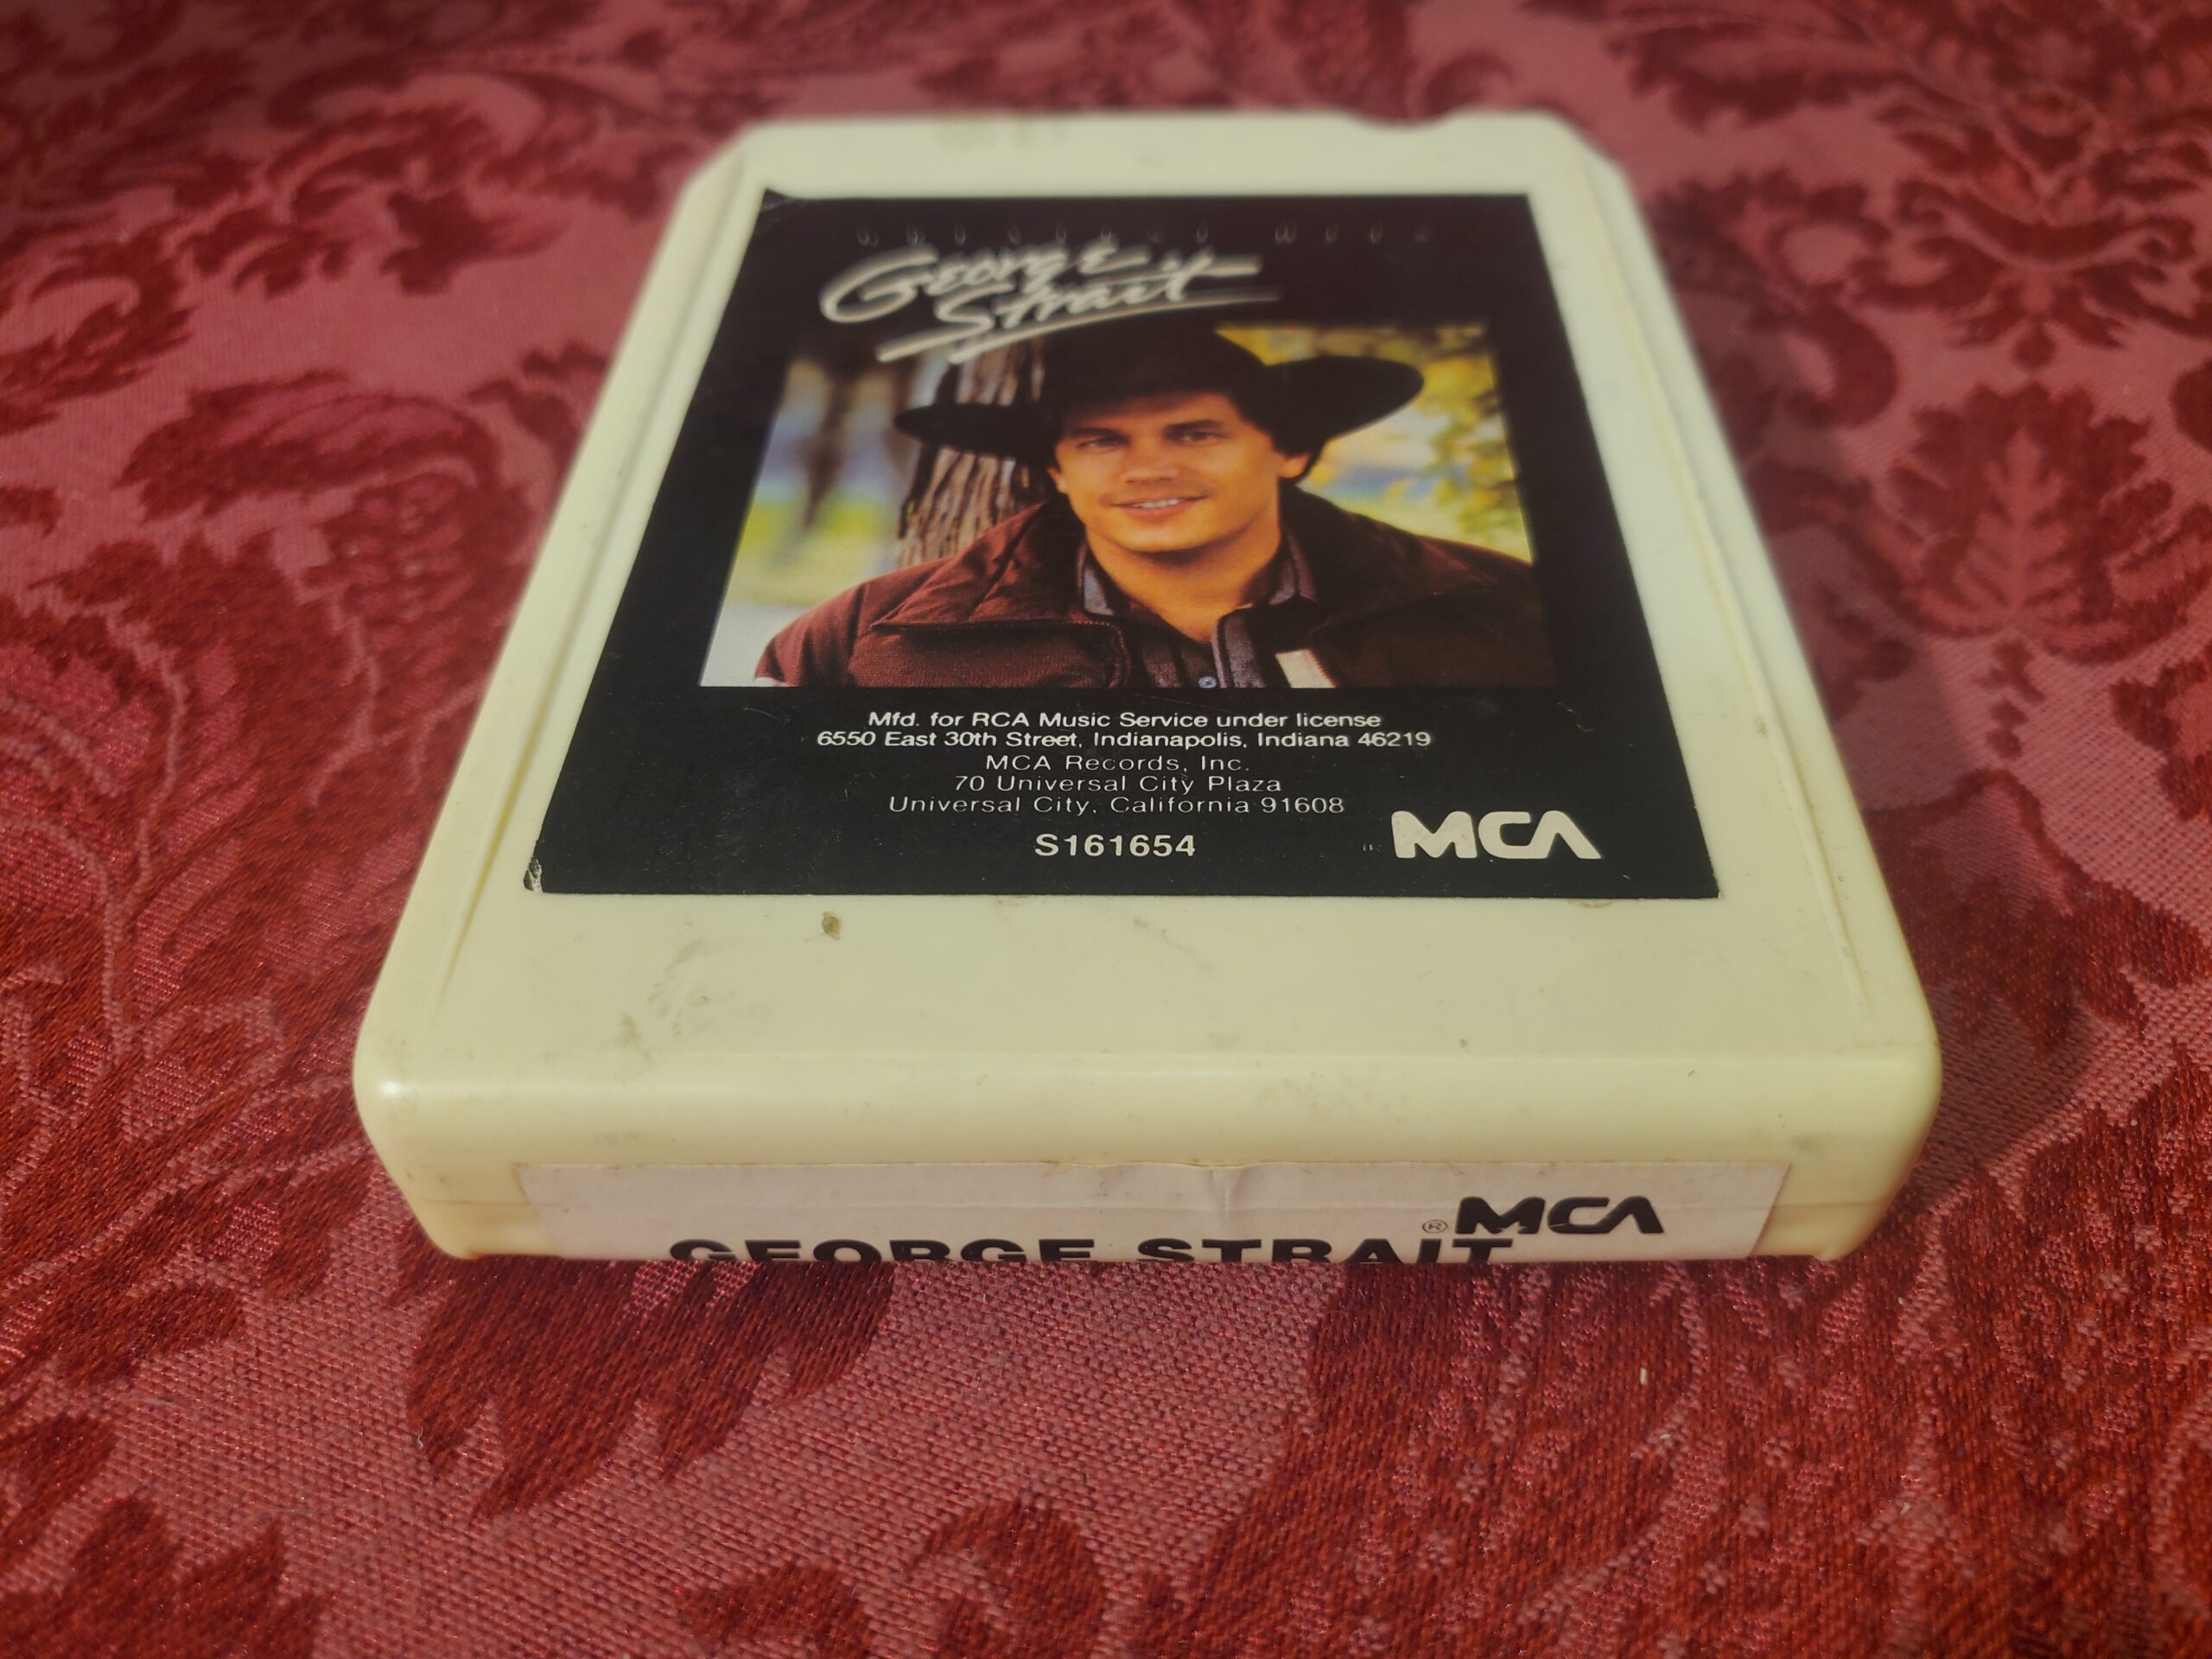 George
Strait
Mfd. for RCA Music Service under license
6550 East 30th Street, Indianapolis, Indiana 46219
MCA Records, Inc.
70 Universal City Plaza
Universal City, California 91608
S161654
MCA
® MCA
GEORGE STRAIT